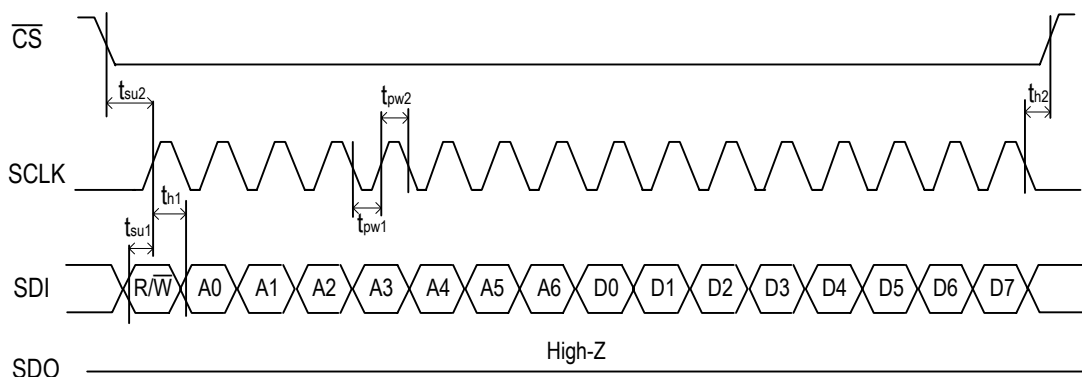 C̅S̅
tsu2
tpw2
th2
SCLK
th1
tpw1
tsu1
SDI
R/W̅ A0 A1 A2 A3 A4 A5 A6 D0 D1 D2 D3 D4 D5 D6 D7
High-Z
SDO